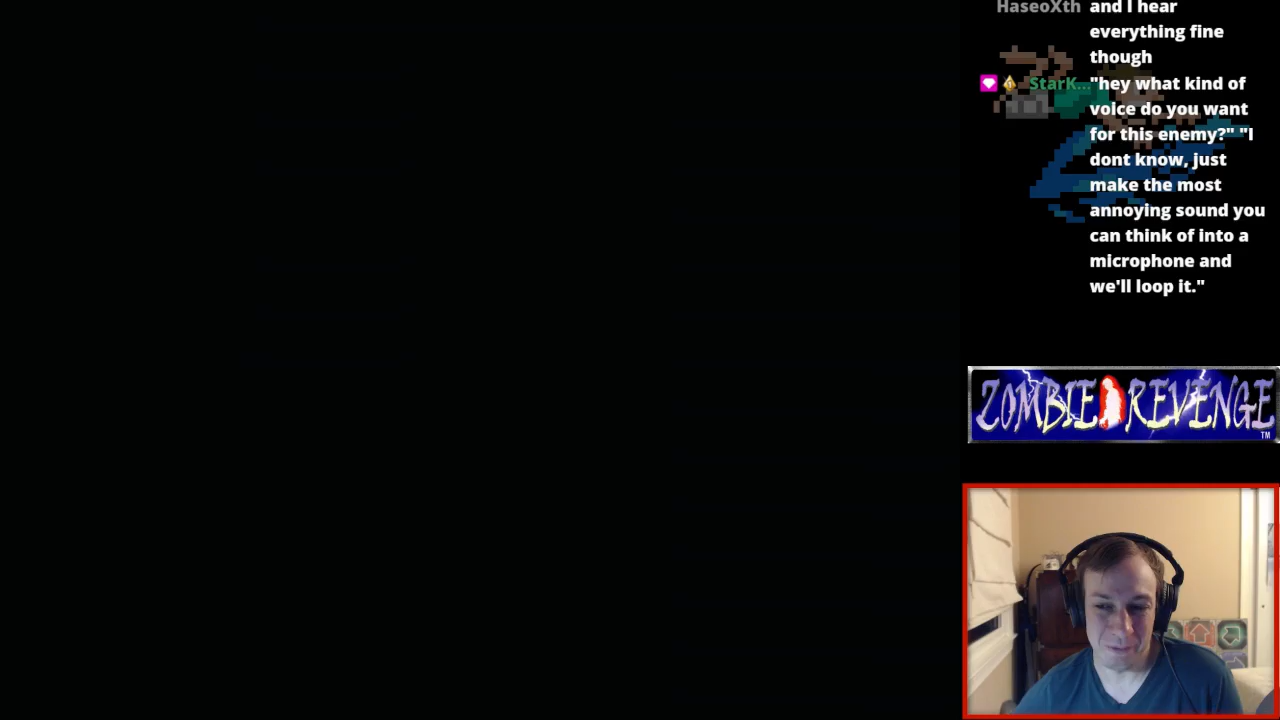 HaseoXth and I hear
everything fine
though
StarK... "hey what kind of
voice do you want
for this enemy?" "I
dont know, just
make the most
annoying sound you
can think of into a
microphone and
we'll loop it."
ZOMBIE REVENGE
TM